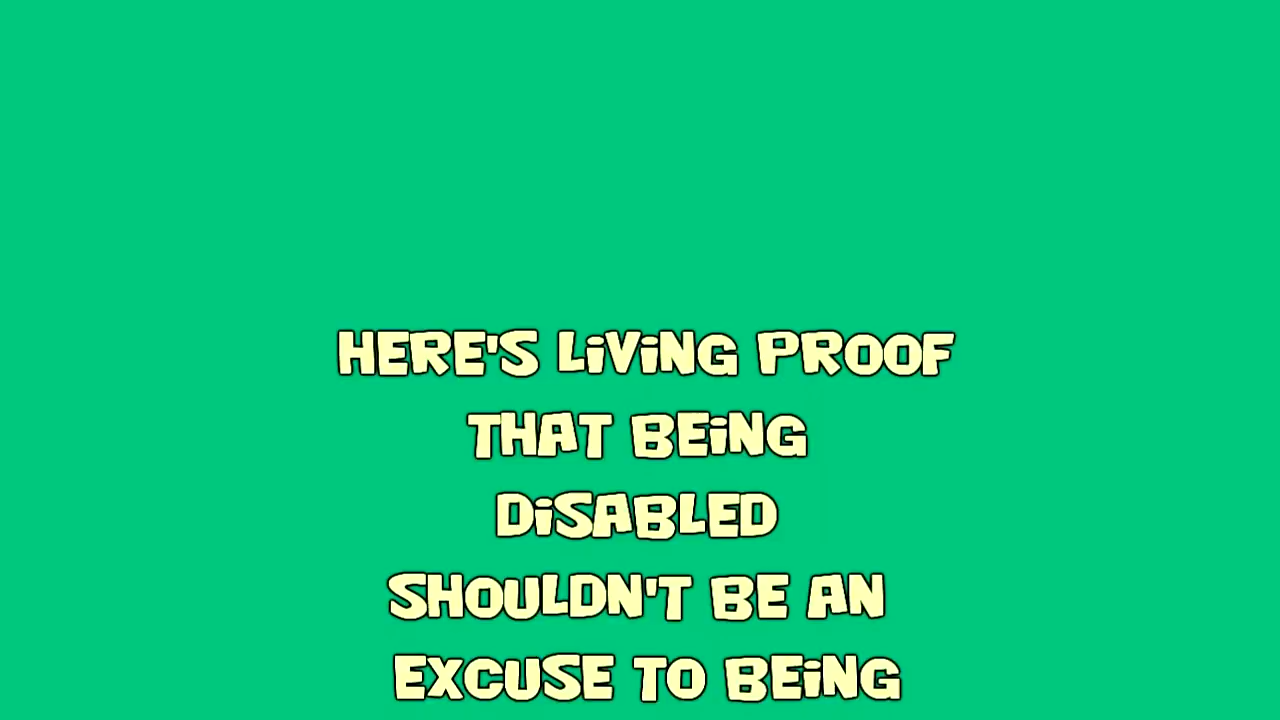 HERE'S LiViNG PROOF
THAT BEiNG
DiSABLED
SHOULDN'T BE AN
EXCUSE TO BEiNG